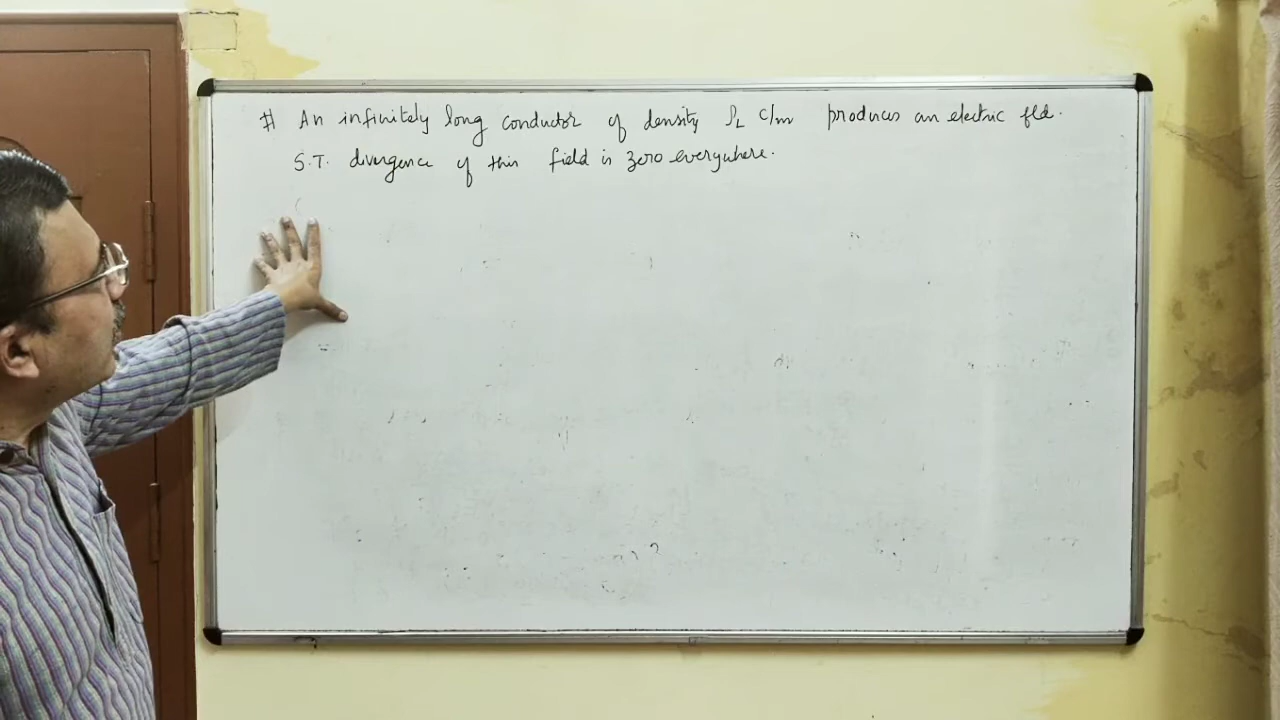 # An infinitely long conductor of density ρL C/m produces an electric fld.
S.T. divergence of this field is zero everywhere.